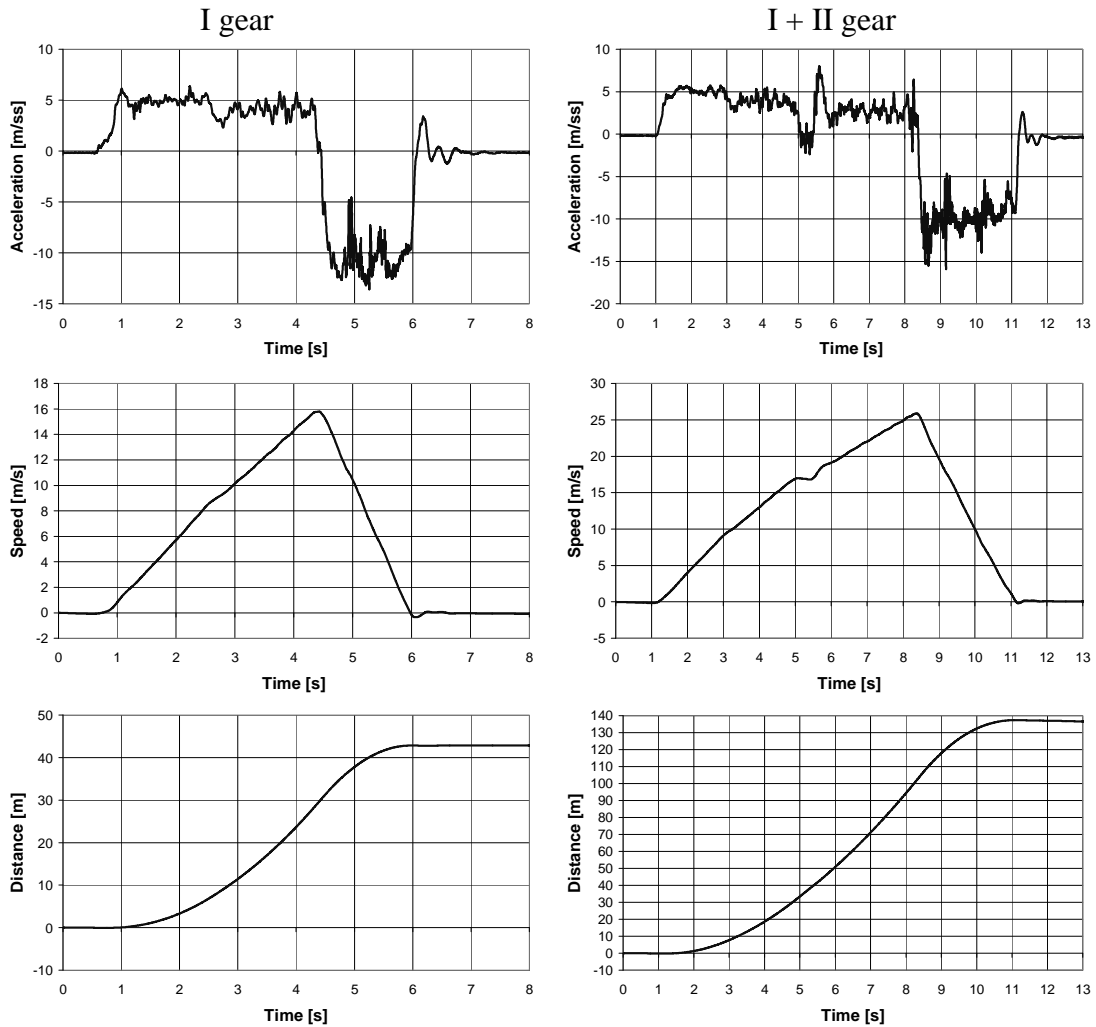 I gear
I + II gear
10
5
0
-5
-10
-15
Acceleration [m/ss]
0 1 2 3 4 5 6 7 8
Time [s]
10
5
0
-5
-10
-15
-20
Acceleration [m/ss]
0 1 2 3 4 5 6 7 8 9 10 11 12 13
Time [s]
18
16
14
12
10
8
6
4
2
0
-2
Speed [m/s]
0 1 2 3 4 5 6 7 8
Time [s]
30
25
20
15
10
5
0
-5
Speed [m/s]
0 1 2 3 4 5 6 7 8 9 10 11 12 13
Time [s]
50
40
30
20
10
0
-10
Distance [m]
0 1 2 3 4 5 6 7 8
Time [s]
140
130
120
110
100
90
80
70
60
50
40
30
20
10
0
-10
Distance [m]
0 1 2 3 4 5 6 7 8 9 10 11 12 13
Time [s]